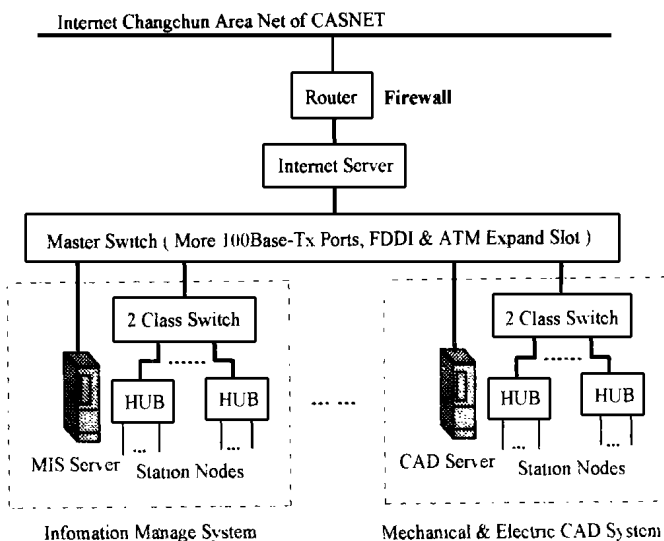 Internet Changchun Area Net of CASNET
Router Firewall
Internet Server
Master Switch ( More 100Base-Tx Ports, FDDI & ATM Expand Slot )
2 Class Switch
2 Class Switch
......
......
HUB
HUB
... ...
HUB
HUB
...
...
...
...
MIS Server
Station Nodes
CAD Server
Station Nodes
Infomation Manage System
Mechanical & Electric CAD System